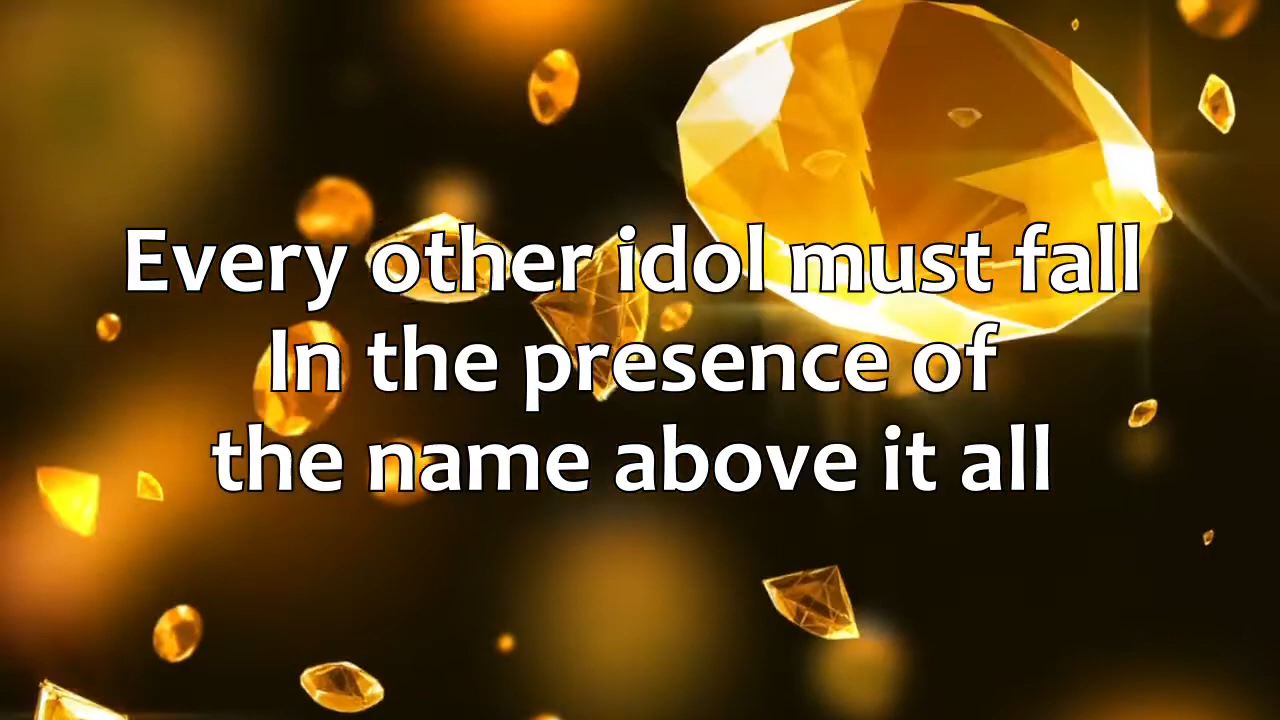 Every other idol must fall
In the presence of
the name above it all